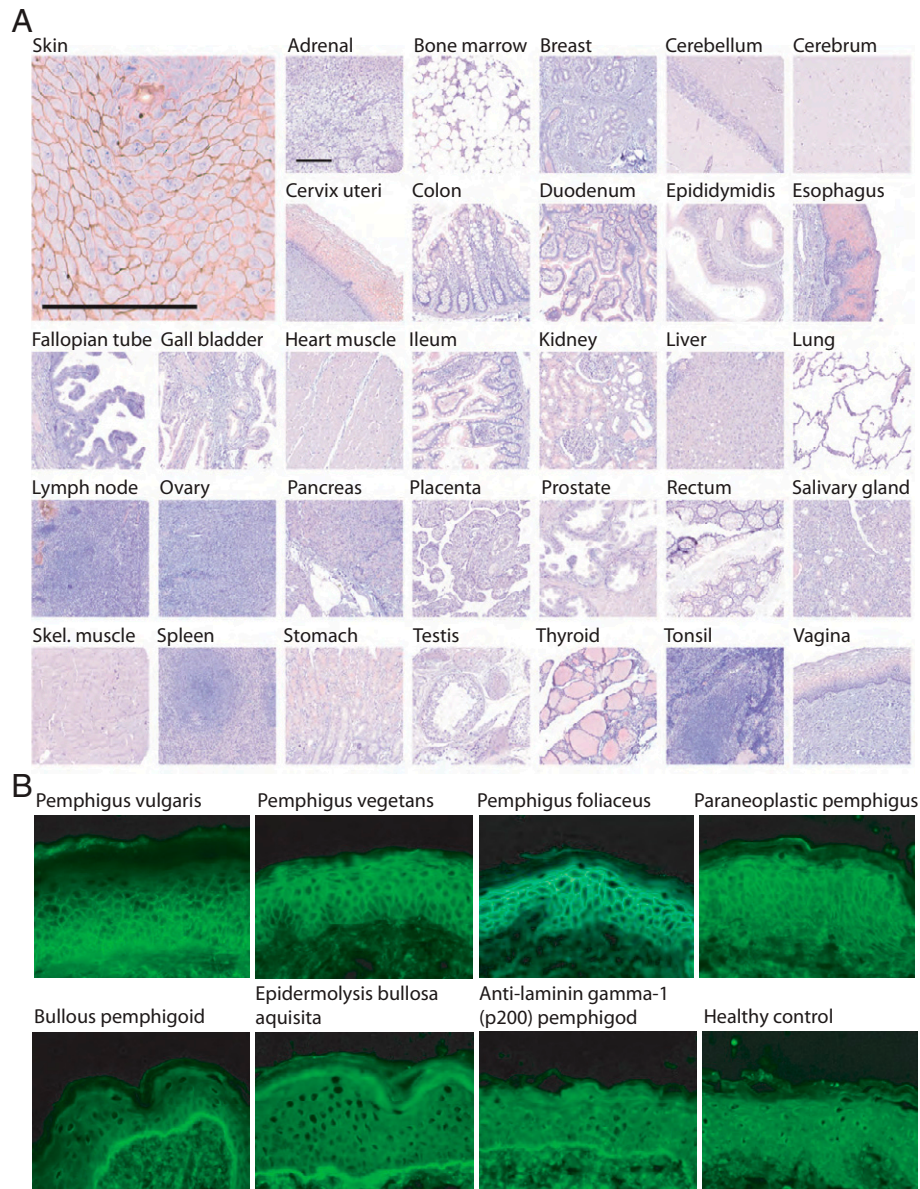 A
Skin
Adrenal
Bone marrow
Breast
Cerebellum
Cerebrum
Cervix uteri
Colon
Duodenum
Epididymidis
Esophagus
Fallopian tube
Gall bladder
Heart muscle
Ileum
Kidney
Liver
Lung
Lymph node
Ovary
Pancreas
Placenta
Prostate
Rectum
Salivary gland
Skel. muscle
Spleen
Stomach
Testis
Thyroid
Tonsil
Vagina
B
Pemphigus vulgaris
Pemphigus vegetans
Pemphigus foliaceus
Paraneoplastic pemphigus
Bullous pemphigoid
Epidermolysis bullosa
aquisita
Anti-laminin gamma-1
(p200) pemphigod
Healthy control